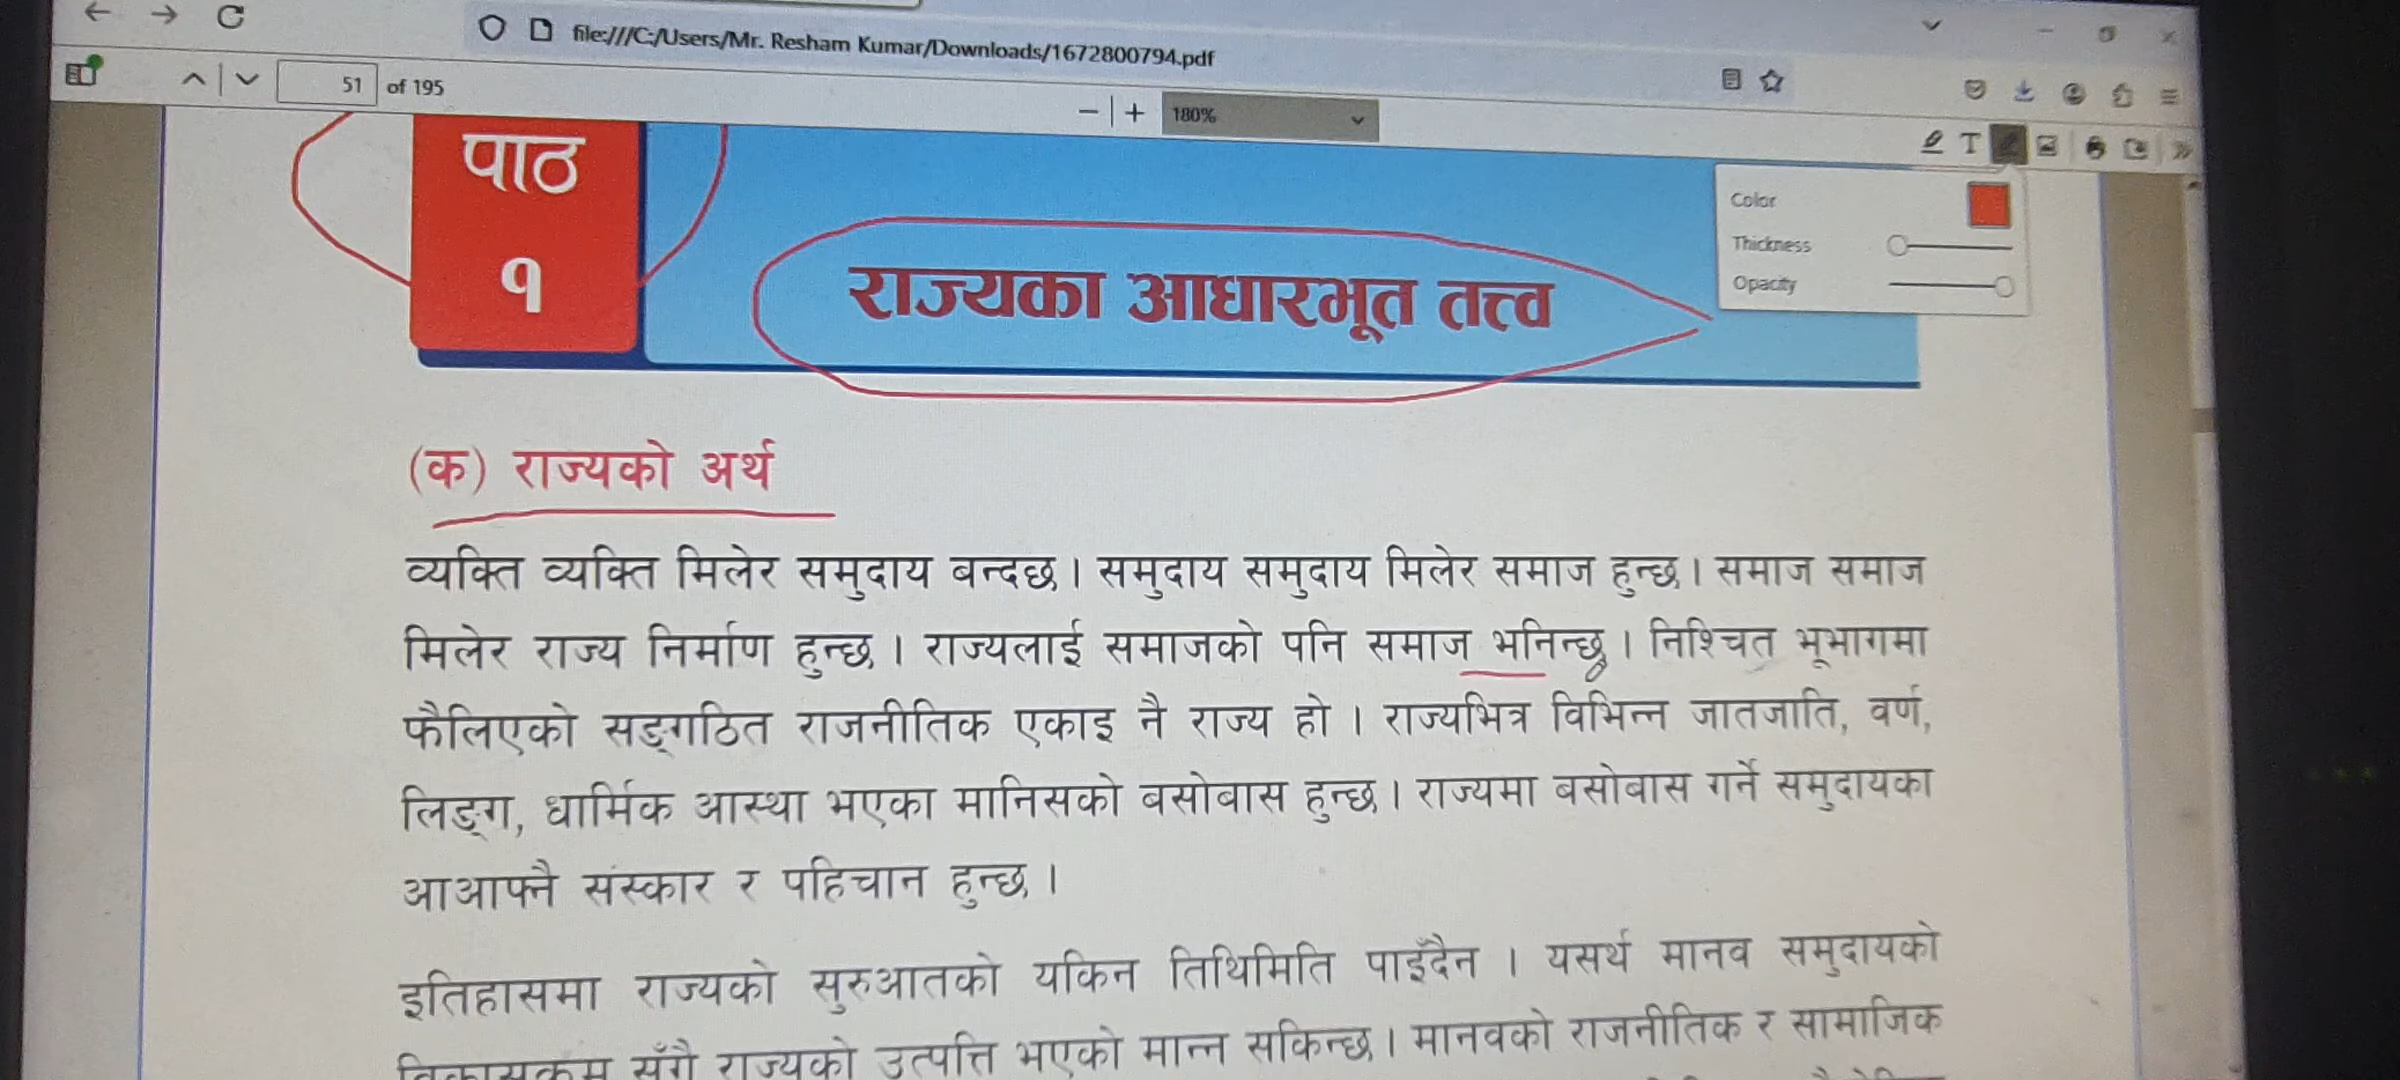 file:///C:/Users/Mr. Resham Kumar/Downloads/1672800794.pdf
51 of 195
180%
Color
Thickness
Opacity
पाठ
१
राज्यका आधारभूत तत्त्व
(क) राज्यको अर्थ
व्यक्ति व्यक्ति मिलेर समुदाय बन्दछ । समुदाय समुदाय मिलेर समाज हुन्छ । समाज समाज
मिलेर राज्य निर्माण हुन्छ । राज्यलाई समाजको पनि समाज भनिन्छ । निश्चित भूभागमा
फैलिएको सङ्गठित राजनीतिक एकाइ नै राज्य हो । राज्यभित्र विभिन्न जातजाति, वर्ण,
लिङ्ग, धार्मिक आस्था भएका मानिसको बसोबास हुन्छ । राज्यमा बसोबास गर्ने समुदायका
आआफ्नै संस्कार र पहिचान हुन्छ ।
इतिहासमा राज्यको सुरुआतको यकिन तिथिमिति पाइँदैन । यसर्थ मानव समुदायको
विकासक्रम सँगै राज्यको उत्पत्ति भएको मान्न सकिन्छ । मानवको राजनीतिक र सामाजिक